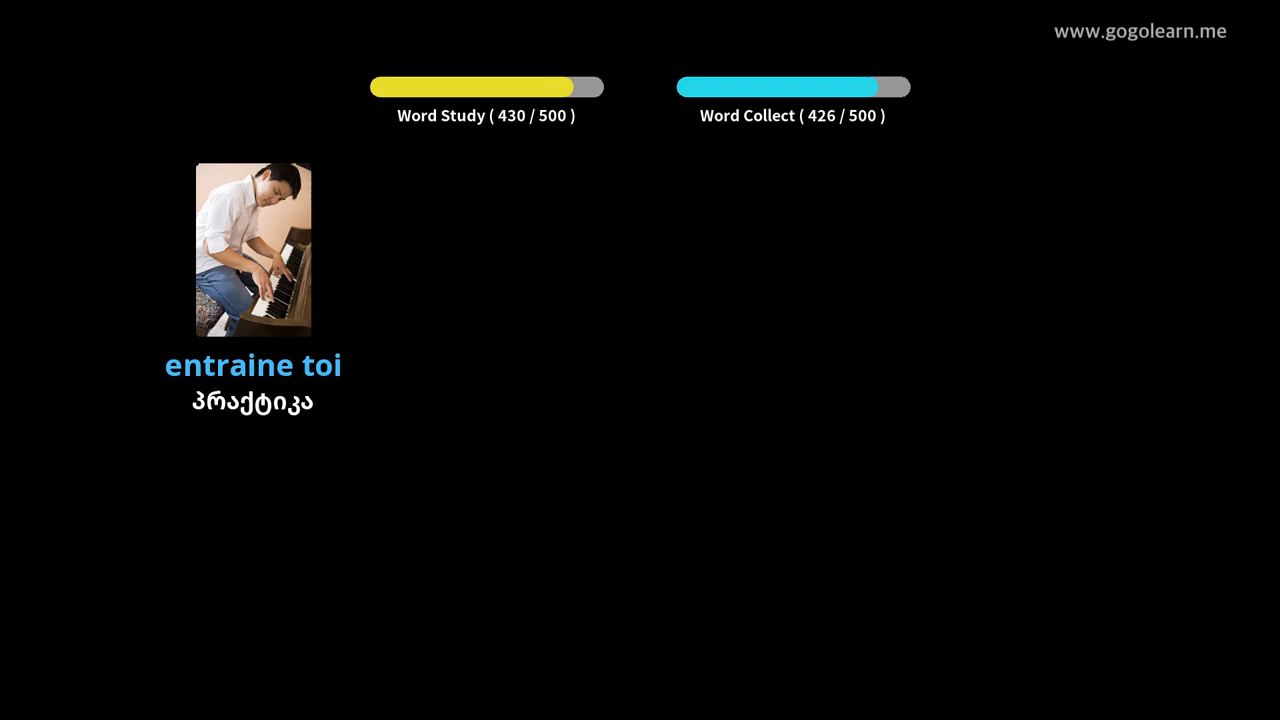 www.gogolearn.me
Word Study ( 430 / 500 )
Word Collect ( 426 / 500 )
entraine toi
პრაქტიკა